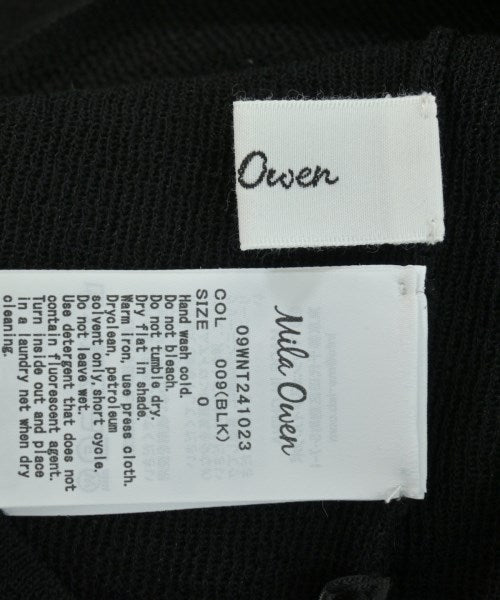 Owen
Mila Owen
09WNT241023
COL 009(BLK)
SIZE 0
Hand wash cold.
Do not bleach.
Do not tumble dry.
Dry flat in shade.
Warm iron, use press cloth.
Dryclean, petroleum
solvent only.short cycle.
Do not leave wet.
Use detergent that does not
contain fluorescent agent.
Turn inside out and place
in a laundry net when dry
cleaning.